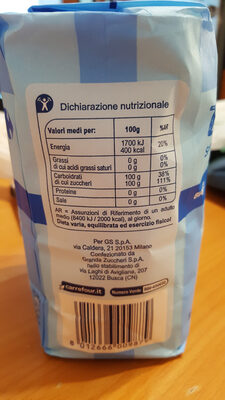 Dichiarazione nutrizionale
Valori medi per: 100g %AR
Energia 1700 kJ 20%
400 kcal
Grassi 0 g 0%
di cui acidi grassi saturi 0 g 0%
Carboidrati 100 g 38%
di cui zuccheri 100 g 111%
Proteine 0 g 0%
Sale 0 g 0%
AR = Assunzioni di Riferimento di un adulto
medio (8400 kJ / 2000 kcal), al giorno.
Dieta varia, equilibrata ed esercizio fisico!
Per GS S.p.A.
via Caldera, 21 20153 Milano
Confezionato da
Grande Zuccheri S.p.A.
nello stabilimento di
via Laghi di Avigliana, 207
12022 Busca (CN)
carrefour.it Numero Verde
8 012666 009879